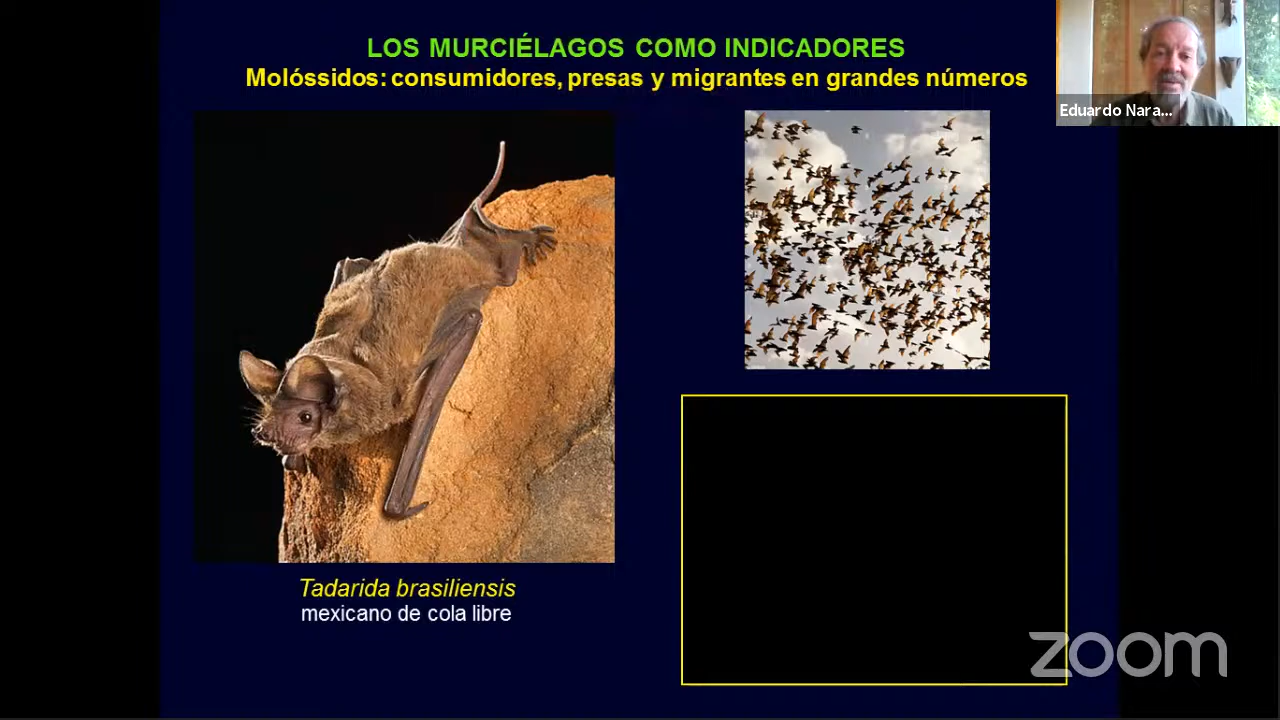 LOS MURCIÉLAGOS COMO INDICADORES
Molóssidos: consumidores, presas y migrantes en grandes números
Eduardo Nara...
Tadarida brasiliensis
mexicano de cola libre
zoom